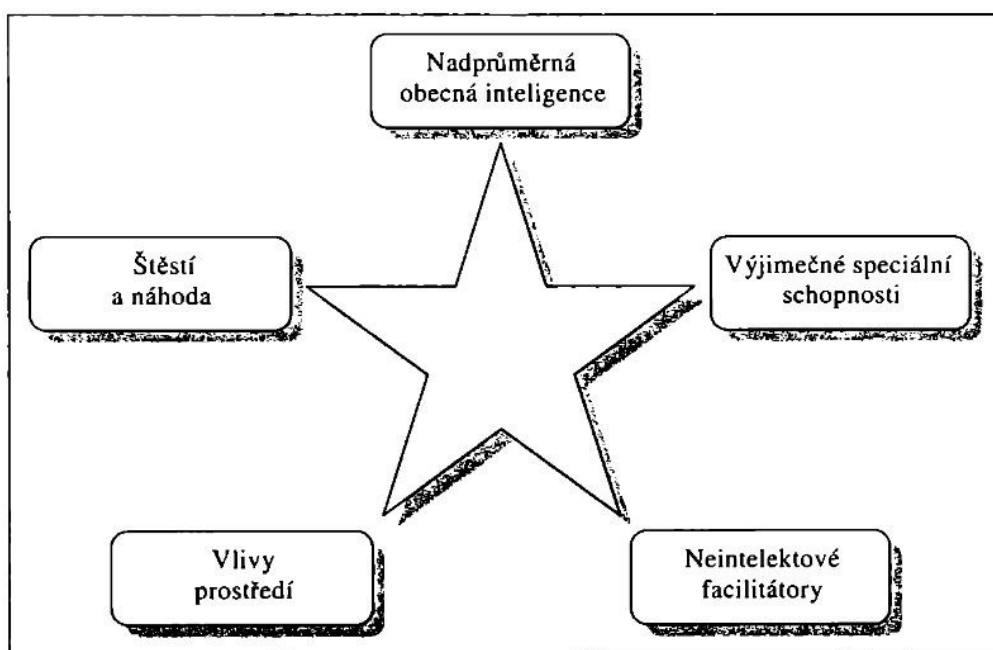 Nadprůměrná
obecná inteligence
Štěstí
a náhoda
Výjimečné speciální
schopnosti
Vlivy
prostředí
Neintelektové
facilitátory